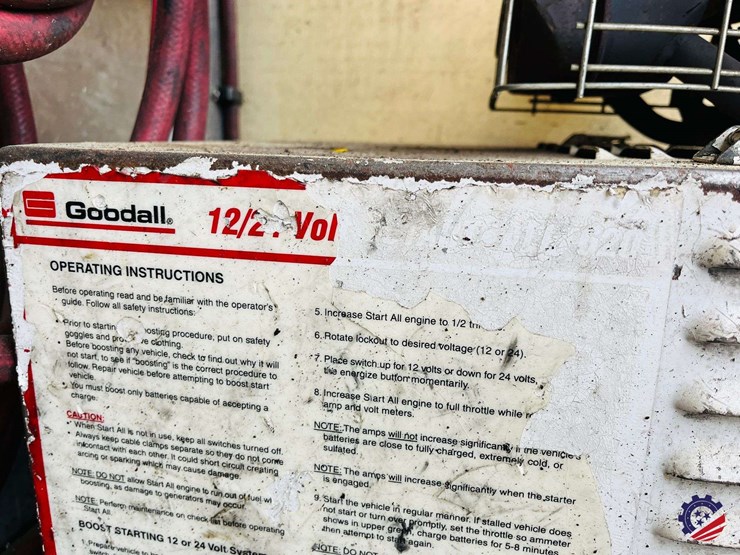 Goodall®
12/2 Vol
OPERATING INSTRUCTIONS
Before operating read and be familiar with the operator's
guide. Follow all safety instructions:
Prior to starting boosting procedure, put on safety
goggles and protective clothing.
Before boosting any vehicle, check to find out why it will
not start, to see if "boosting" is the correct procedure to
follow. Repair vehicle before attempting to boost start
vehicle.
You must boost only batteries capable of accepting a
charge.
CAUTION:
* When Start All is not in use, keep all switches turned off.
Always keep cable clamps separate so they do not come
in contact with each other. It could short circuit creating
arcing or sparking which may cause damage.
NOTE: DO NOT allow Start All engine to run out of fuel w
boosting, as damage to generators may occur.
NOTE: Perform maintenance on check list before operating
Start All.
BOOST STARTING 12 or 24 Volt System
1. Prepare vehicle
5. Increase Start All engine to 1/2
6. Rotate lockout to desired voltage (12 or 24).
7. Place switch up for 12 volts or down for 24 volts,
the energize button momentarily.
8. Increase Start All engine to full throttle while
amp and volt meters.
NOTE: The amps will not increase significantly if the vehicle's
batteries are close to fully charged, extremely cold, or
sulfated.
NOTE: The amps will increase significantly when the starter
is engaged.
9. Start the vehicle in regular manner. If stalled vehicle does
not start or turn over promptly, set the throttle so ammeter
shows in upper green, charge batteries for 5-8 minutes
then attempt to start again.
NOTE: DO NOT